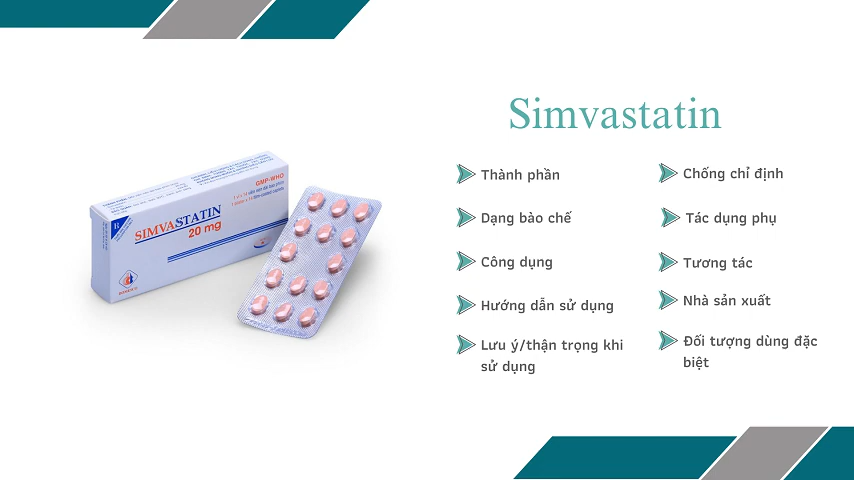 Simvastatin
Thành phần
Dạng bào chế
Công dụng
Hướng dẫn sử dụng
Lưu ý/thận trọng khi
sử dụng
Chống chỉ định
Tác dụng phụ
Tương tác
Nhà sản xuất
Đối tượng dùng đặc
biệt
GMP-WHO
SIMVASTATIN
20 mg